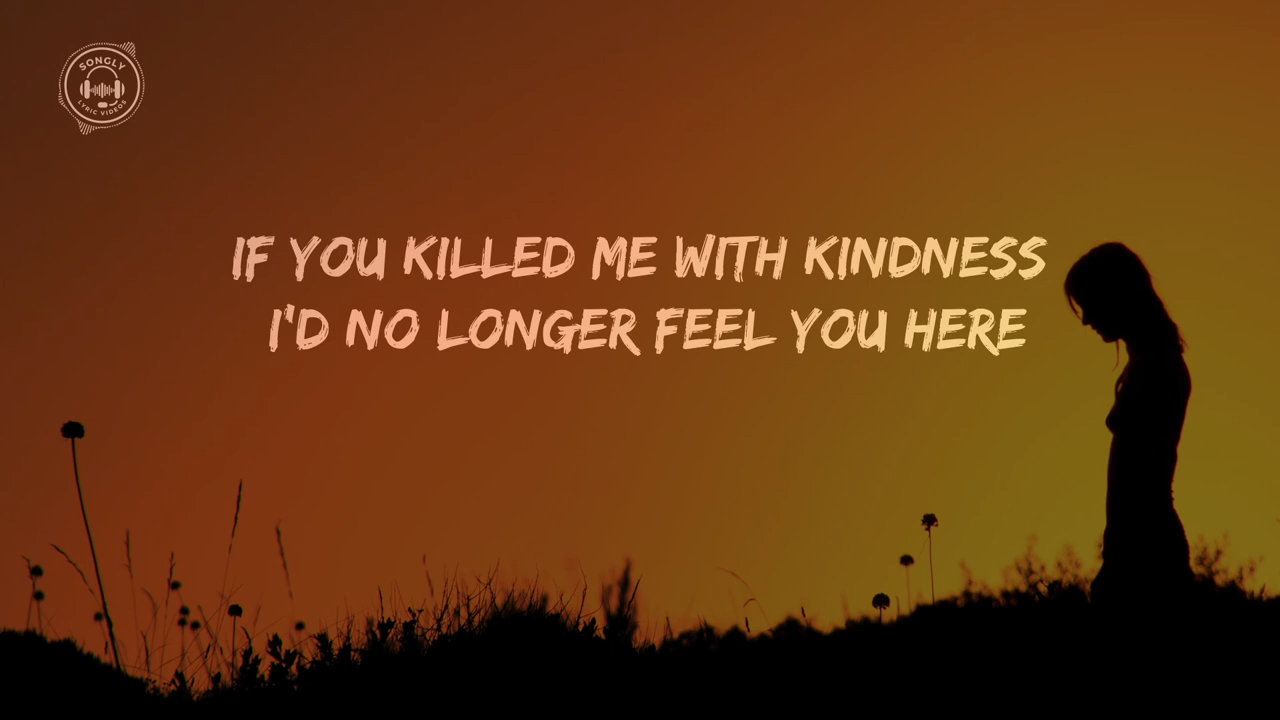 SONGLY
LYRIC VIDEOS
IF YOU KILLED ME WITH KINDNESS
I'D NO LONGER FEEL YOU HERE